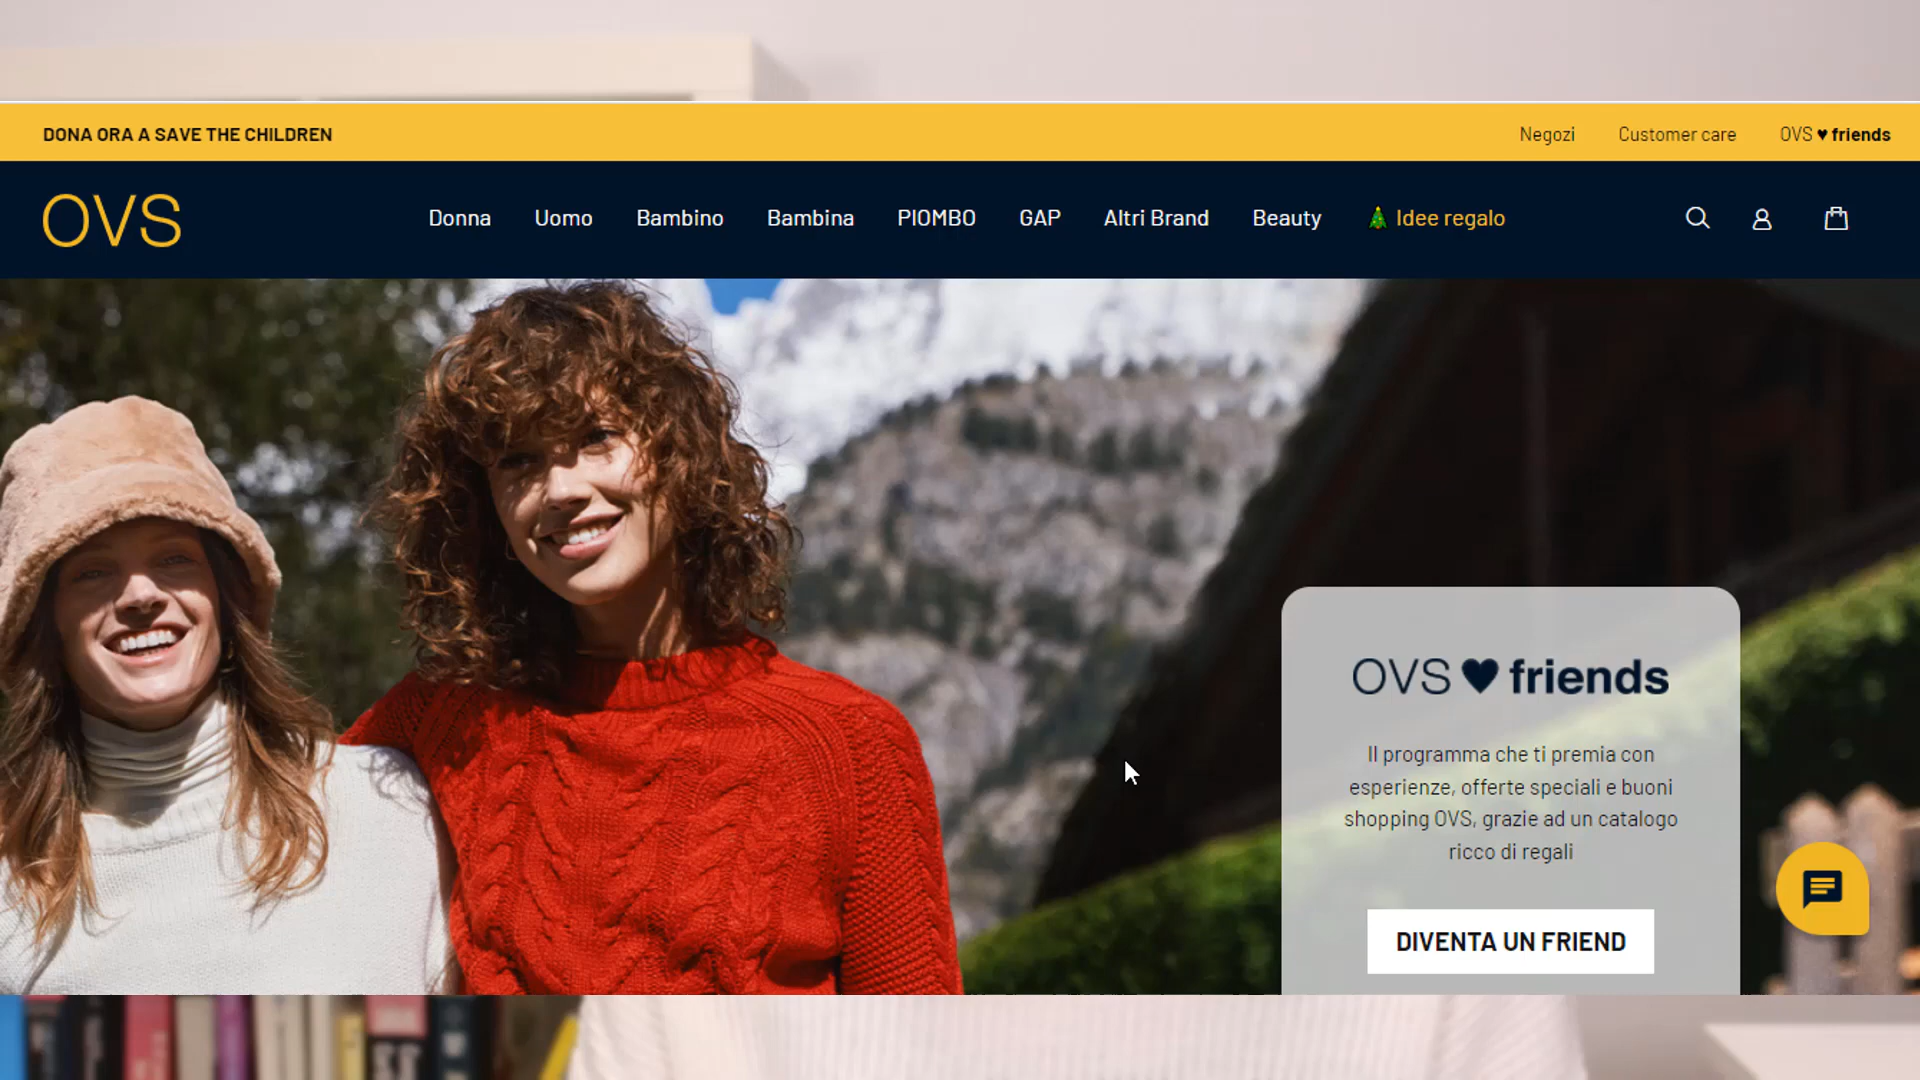 DONA ORA A SAVE THE CHILDREN
Negozi Customer care OVS ♥ friends
OVS
Donna Uomo Bambino Bambina PIOMBO GAP Altri Brand Beauty 🎄 Idee regalo
OVS ♥ friends
Il programma che ti premia con
esperienze, offerte speciali e buoni
shopping OVS, grazie ad un catalogo
ricco di regali
DIVENTA UN FRIEND